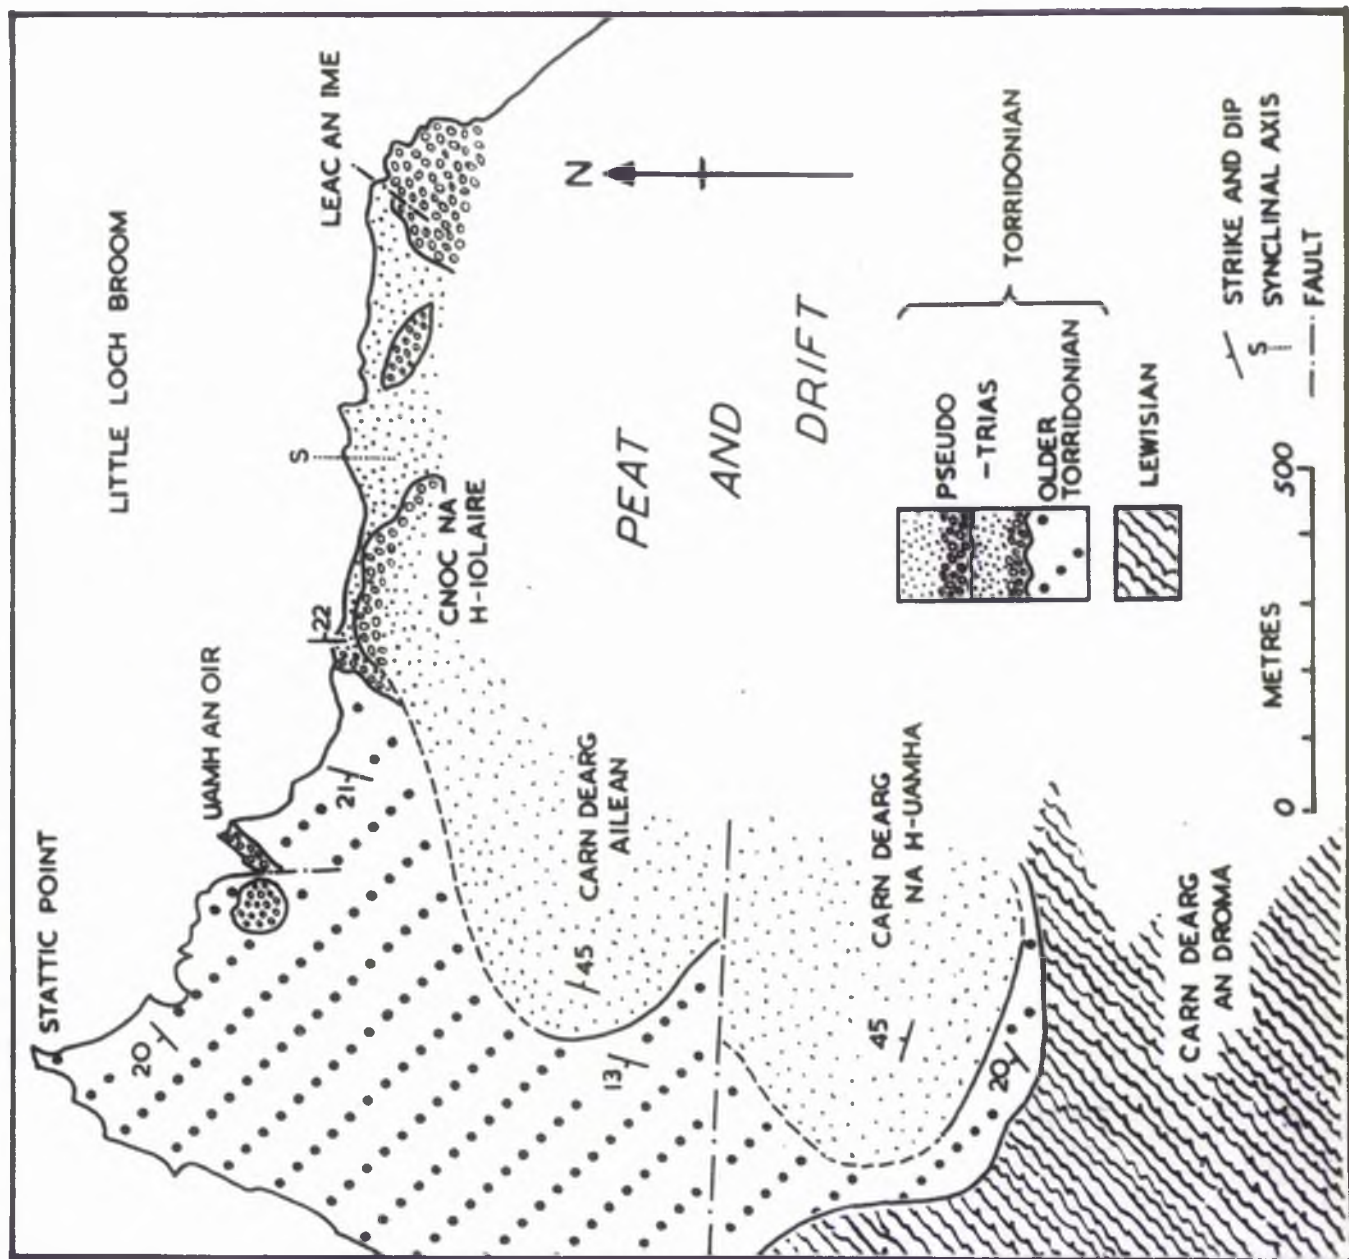 STATTIC POINT
UAMH AN OIR
LITTLE LOCH BROOM
LEAC AN IME
S
22
21
20
13
45
45
20
CNOC NA
H-IOLAIRE
N
CARN DEARG
AILEAN
PEAT
AND
DRIFT
CARN DEARG
NA H-UAMHA
CARN DEARG
AN DROMA
PSEUDO
-TRIAS
OLDER
TORRIDONIAN
TORRIDONIAN
LEWISIAN
STRIKE AND DIP
S SYNCLINAL AXIS
FAULT
0 METRES 500